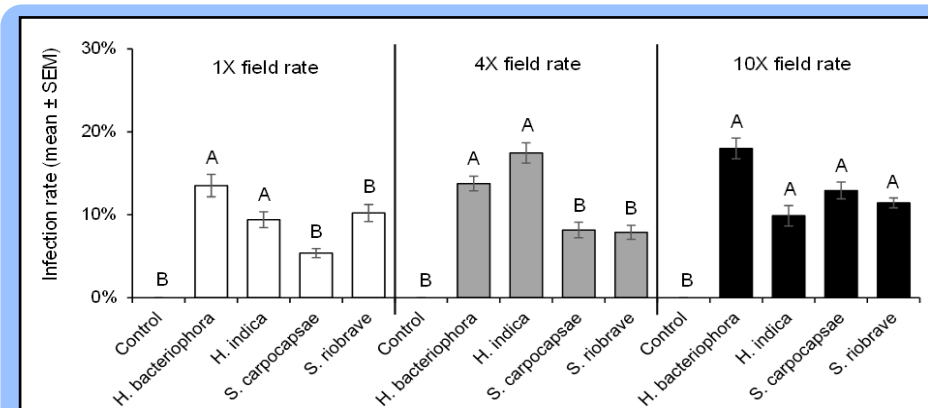 Infection rate (mean ± SEM)
30%
20%
10%
0%
1X field rate
B
A
A
B
B
Control
H. bacteriophora
H. indica
S. carpocapsae
S. riobrave
4X field rate
B
A
A
B
B
Control
H. bacteriophora
H. indica
S. carpocapsae
S. riobrave
10X field rate
B
A
A
A
A
Control
H. bacteriophora
H. indica
S. carpocapsae
S. riobrave